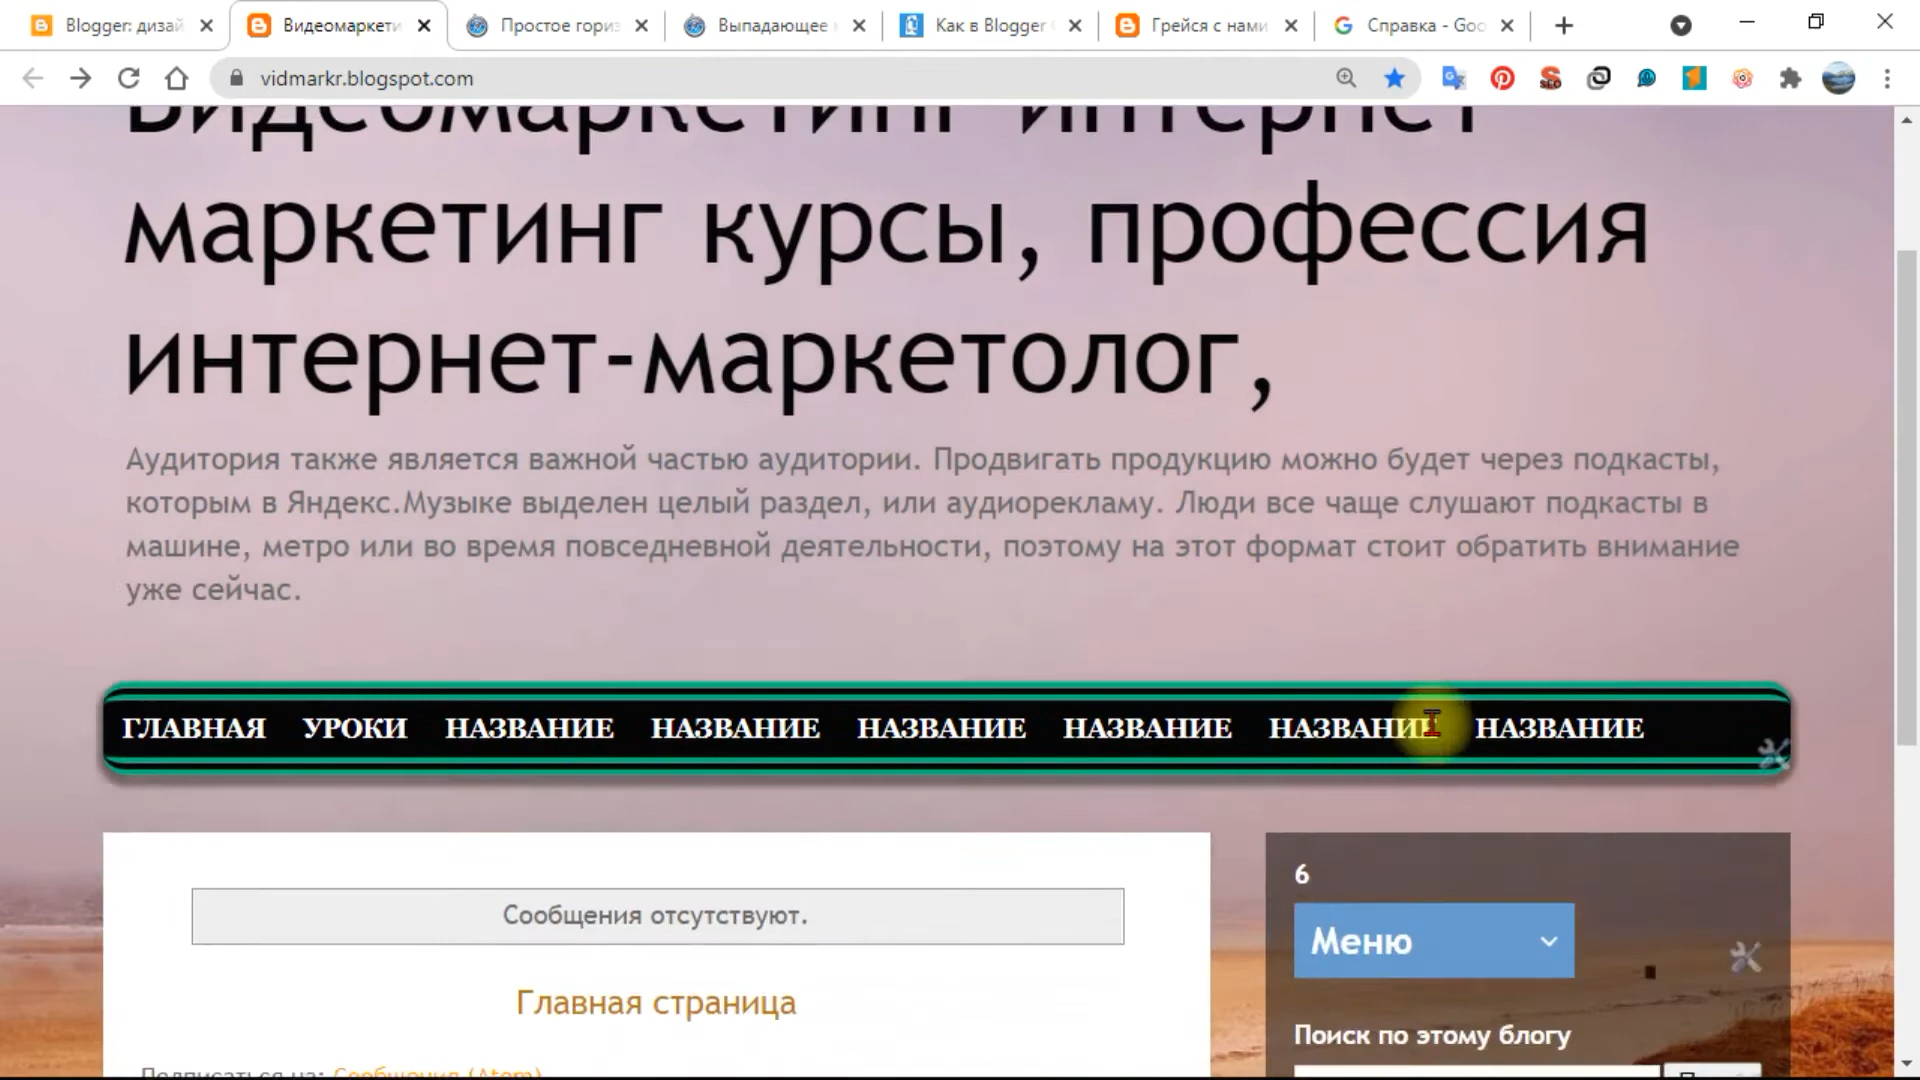 Blogger: дизай
Видеомаркети
Простое гориз
Выпадающее
Как в Blogger
Грейся с нами
Справка - Goo
vidmarkr.blogspot.com
SEO
Видеомаркетинг интернет
маркетинг курсы, профессия
интернет-маркетолог,
Аудитория также является важной частью аудитории. Продвигать продукцию можно будет через подкасты,
которым в Яндекс.Музыке выделен целый раздел, или аудиорекламу. Люди все чаще слушают подкасты в
машине, метро или во время повседневной деятельности, поэтому на этот формат стоит обратить внимание
уже сейчас.
ГЛАВНАЯ УРОКИ НАЗВАНИЕ НАЗВАНИЕ НАЗВАНИЕ НАЗВАНИЕ НАЗВАНИЕ НАЗВАНИЕ
Сообщения отсутствуют.
Главная страница
Подписаться на: Сообщения (Atom)
6
Меню
Поиск по этому блогу